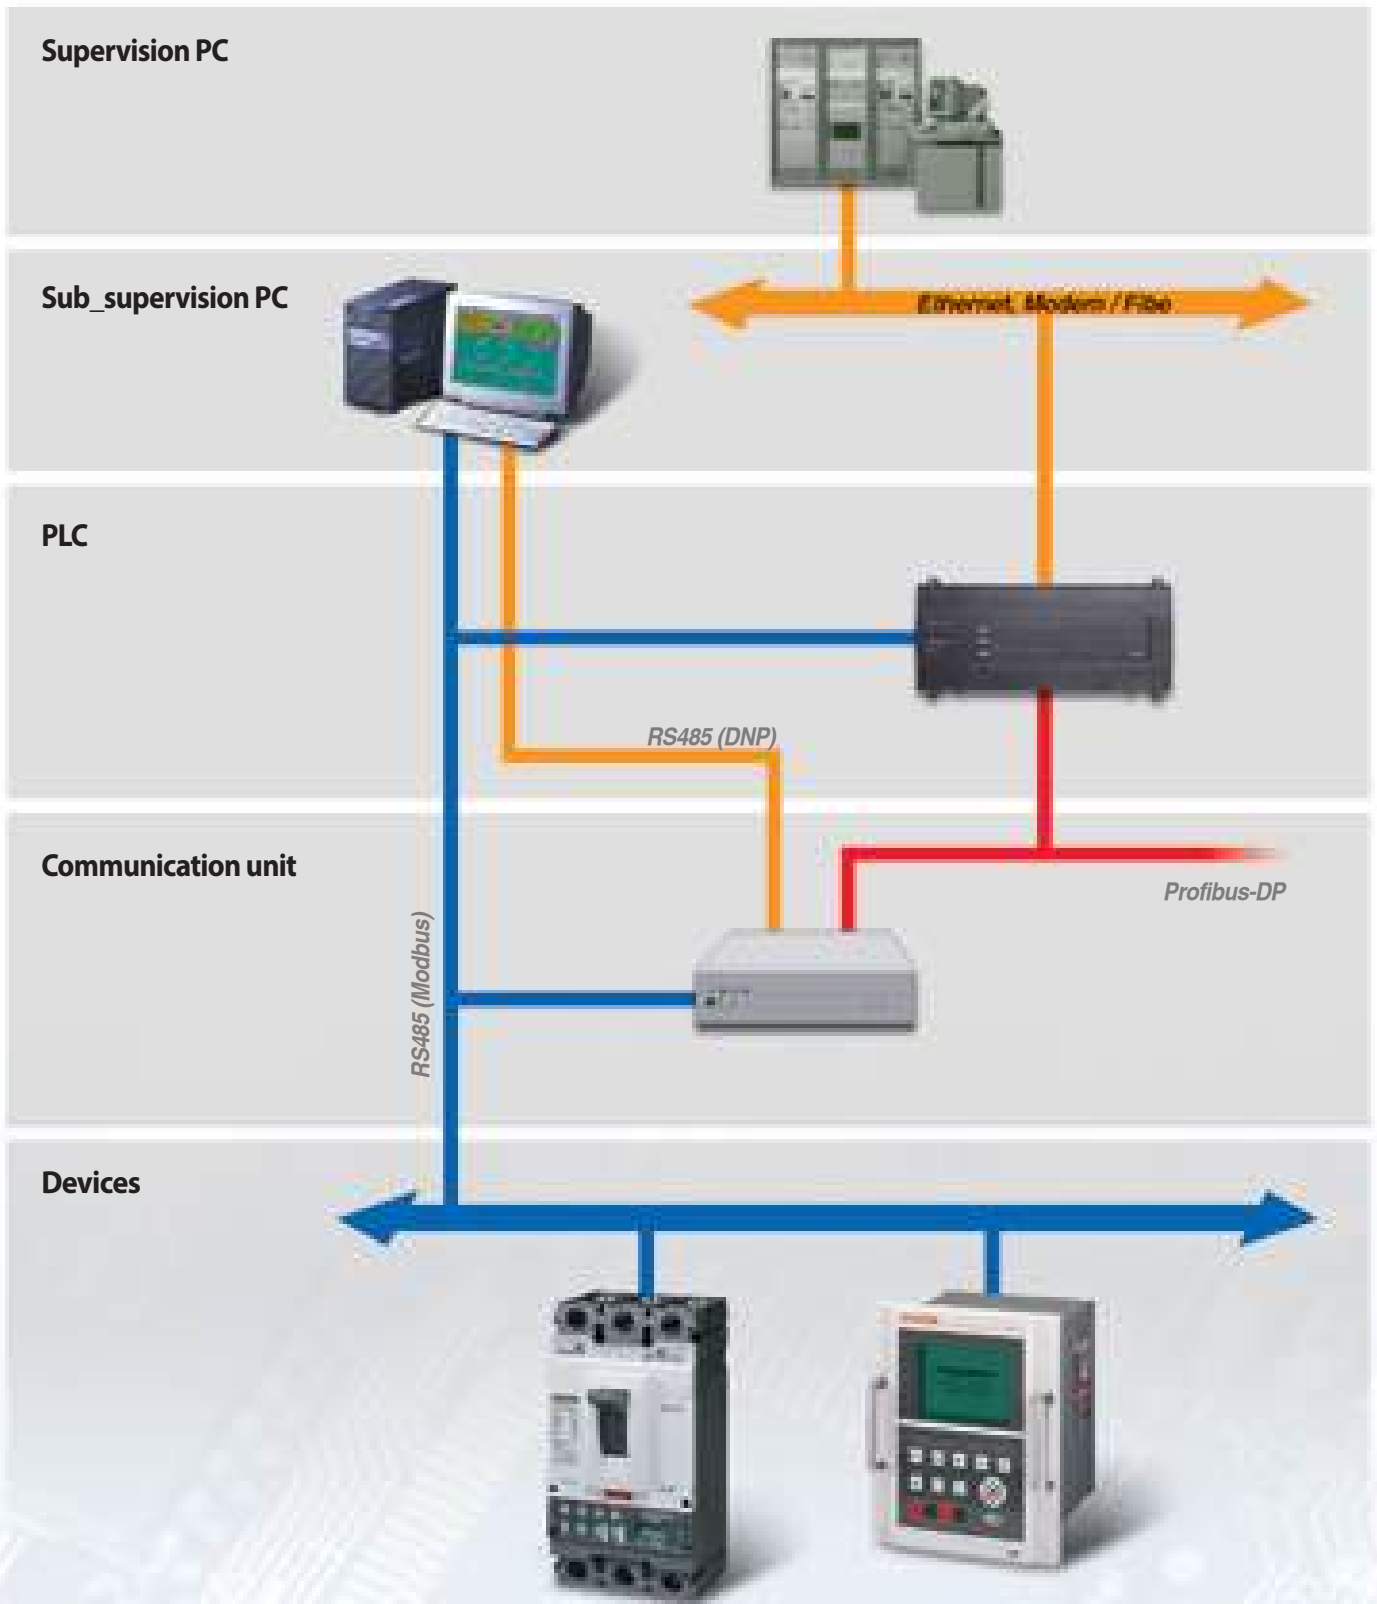 Supervision PC
Sub_supervision PC
Ethernet, Modem / Fibe
PLC
RS485 (DNP)
Communication unit
Profibus-DP
RS485 (Modbus)
Devices